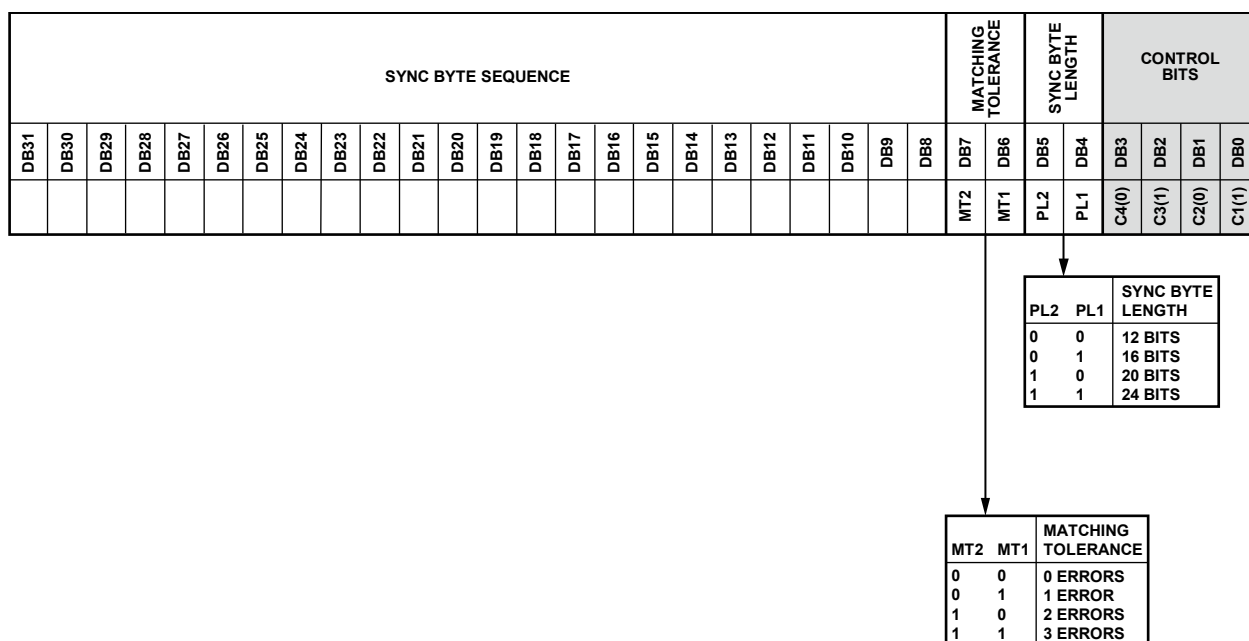 SYNC BYTE SEQUENCE
MATCHING
TOLERANCE
SYNC BYTE
LENGTH
CONTROL
BITS
DB31 DB30 DB29 DB28 DB27 DB26 DB25 DB24 DB23 DB22 DB21 DB20 DB19 DB18 DB17 DB16 DB15 DB14 DB13 DB12 DB11 DB10 DB9 DB8 DB7 DB6 DB5 DB4 DB3 DB2 DB1 DB0
MT2 MT1 PL2 PL1 C4(0) C3(1) C2(0) C1(1)
SYNC BYTE
PL2 PL1 LENGTH
0 0 12 BITS
0 1 16 BITS
1 0 20 BITS
1 1 24 BITS
MATCHING
MT2 MT1 TOLERANCE
0 0 0 ERRORS
0 1 1 ERROR
1 0 2 ERRORS
1 1 3 ERRORS